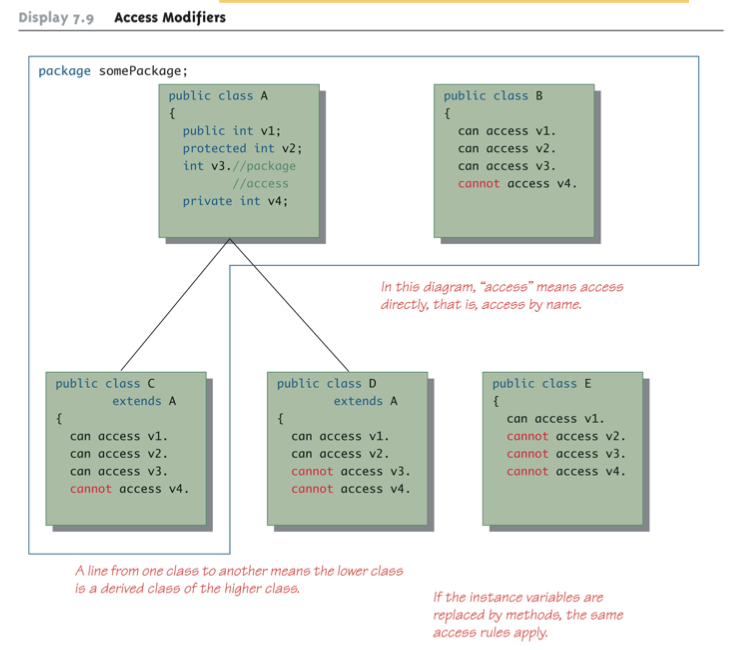 Display 7.9 Access Modifiers
package somePackage;
public class A
{
public int v1;
protected int v2;
int v3.//package
//access
private int v4;
public class B
{
can access v1.
can access v2.
can access v3.
cannot access v4.
In this diagram, “access” means access
directly, that is, access by name.
public class C
extends A
{
can access v1.
can access v2.
can access v3.
cannot access v4.
public class D
extends A
{
can access v1.
can access v2.
cannot access v3.
cannot access v4.
public class E
{
can access v1.
cannot access v2.
cannot access v3.
cannot access v4.
A line from one class to another means the lower class
is a derived class of the higher class.
If the instance variables are
replaced by methods, the same
access rules apply.